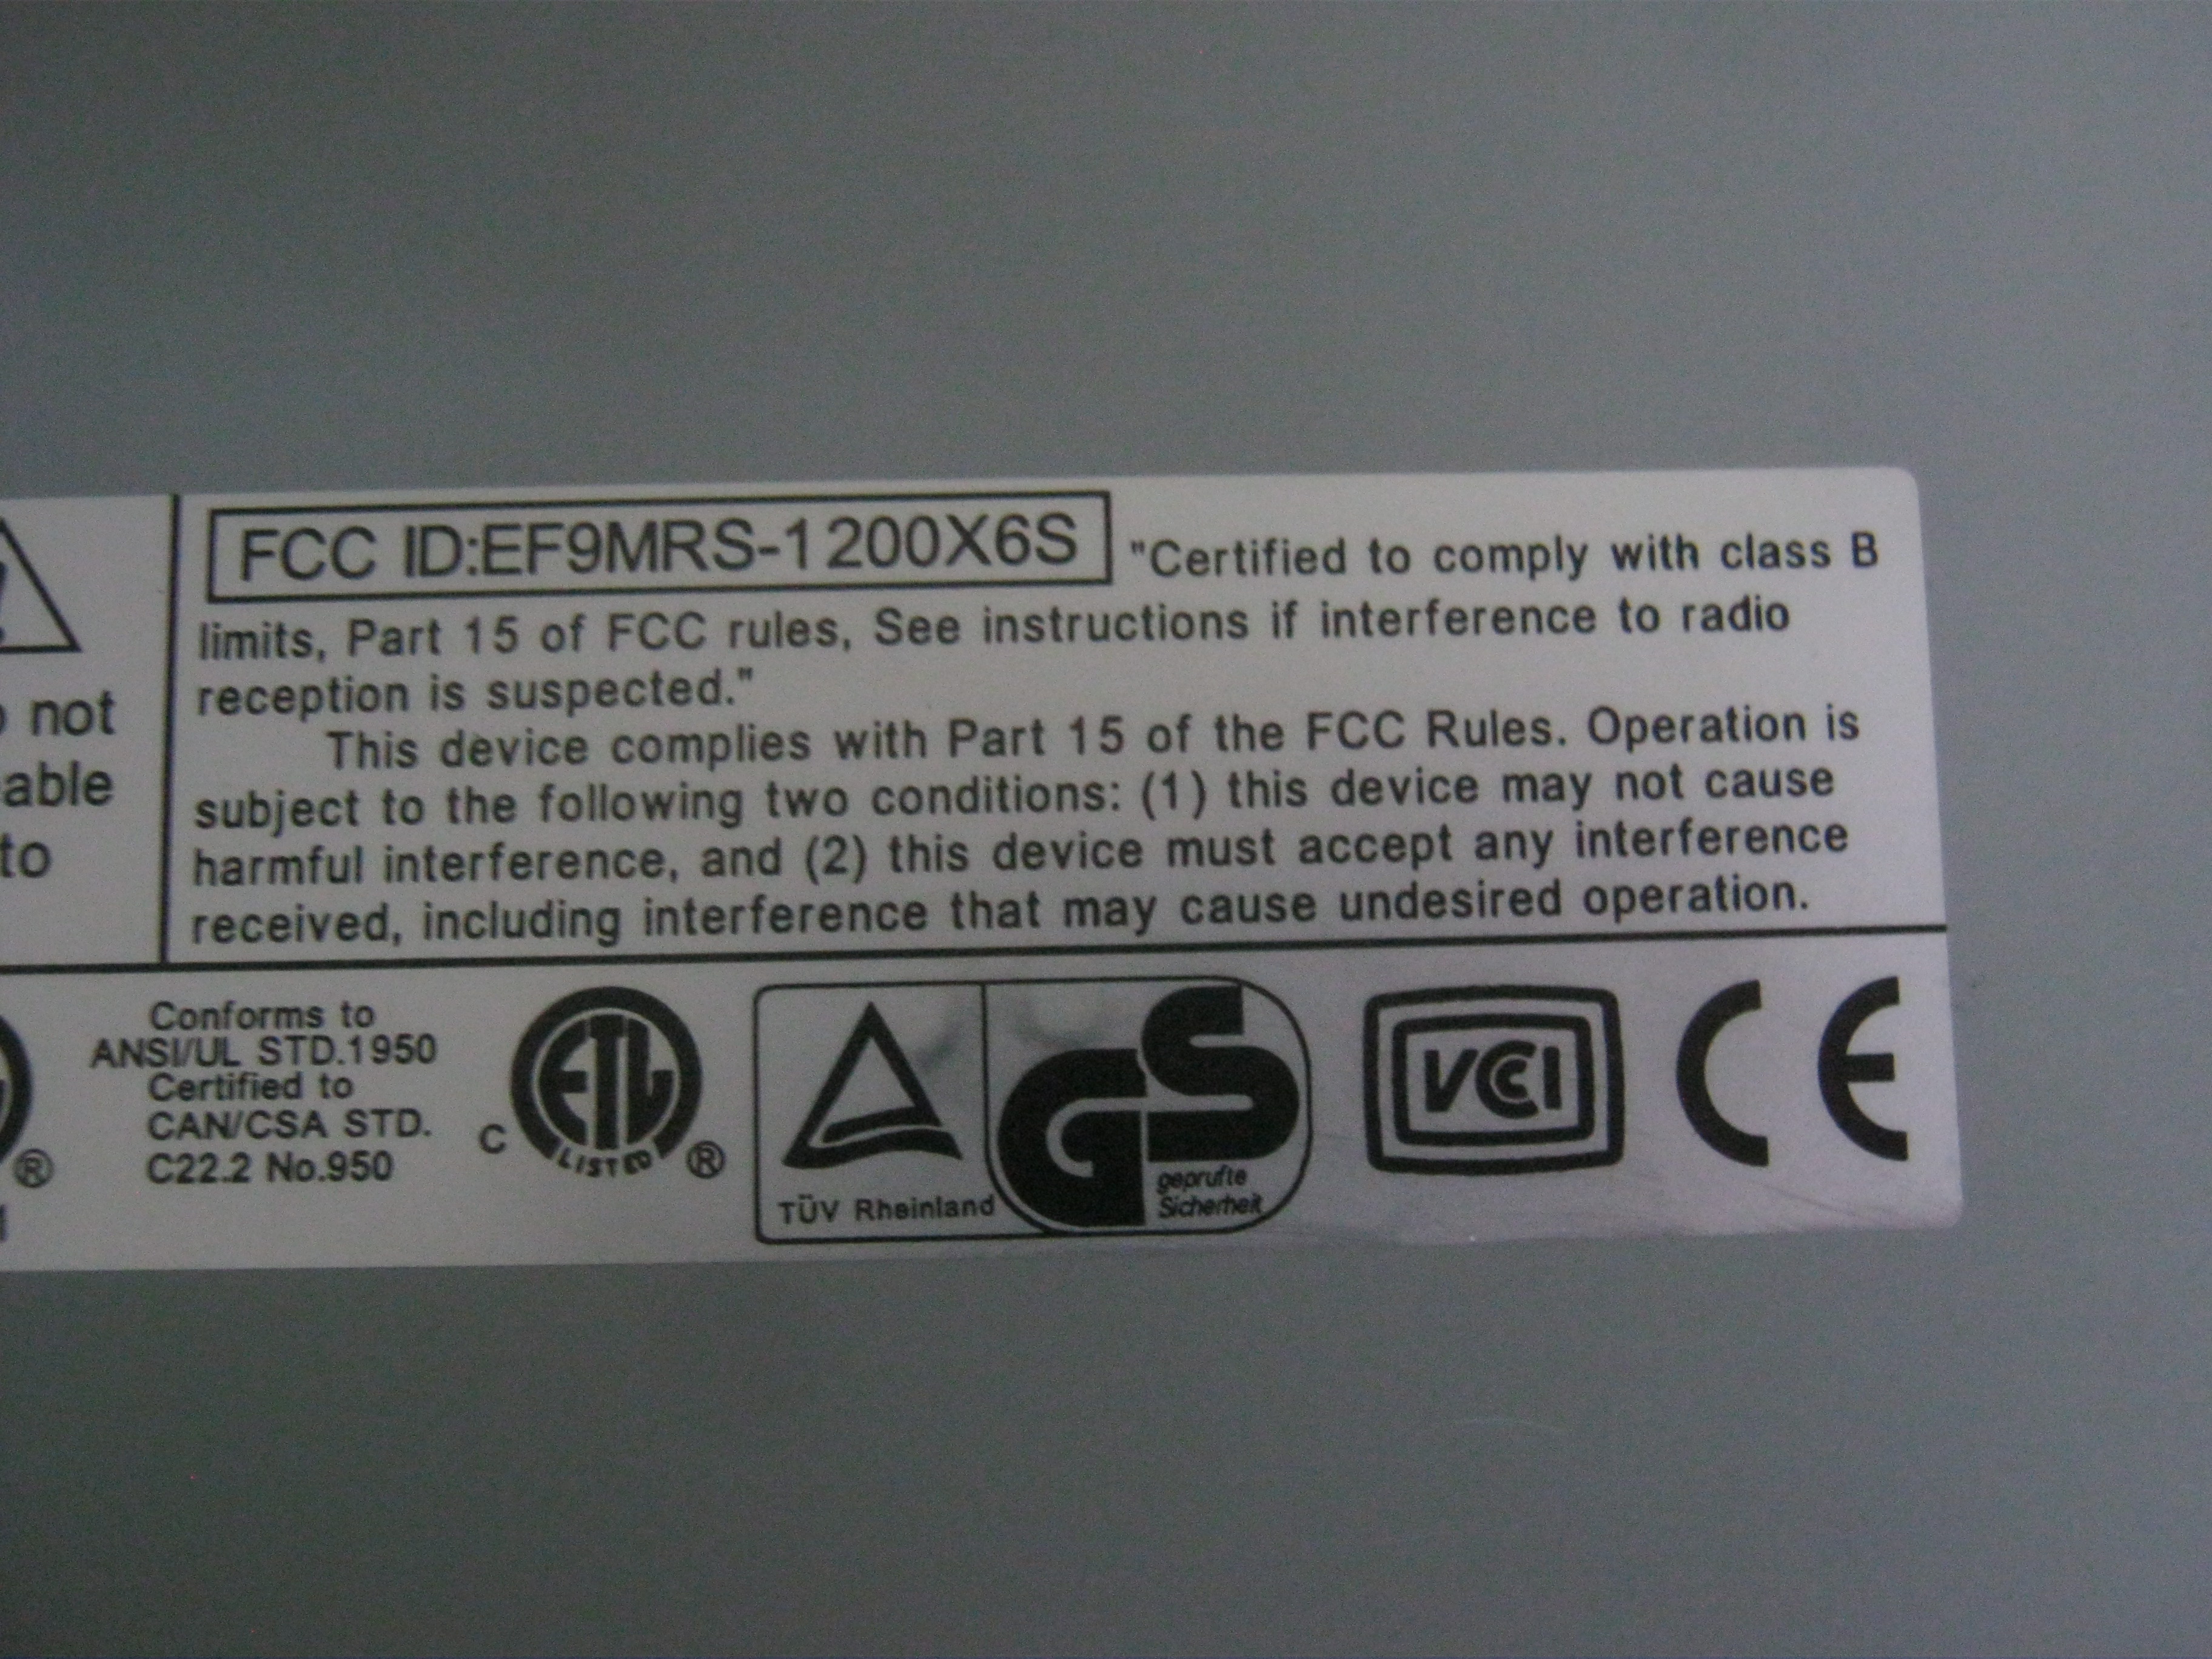 FCC ID:EF9MRS-1200X6S "Certified to comply with class B
limits, Part 15 of FCC rules, See instructions if interference to radio
reception is suspected."
This device complies with Part 15 of the FCC Rules. Operation is
subject to the following two conditions: (1) this device may not cause
harmful interference, and (2) this device must accept any interference
received, including interference that may cause undesired operation.
not
able
to
®
Conforms to
ANSI/UL STD.1950
Certified to
CAN/CSA STD.
C22.2 No.950
C ETL ®
LISTED
TÜV Rheinland
GS
geprufte
Sicherheit
VCCI
CE